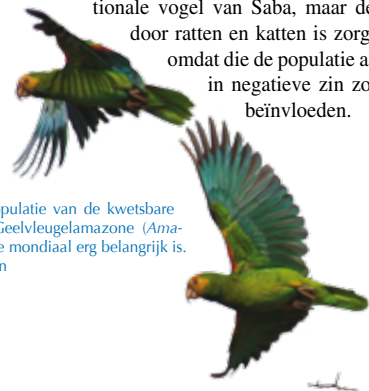 tionale vogel van Saba, maar de
door ratten en katten is zorg
omdat die de populatie a
in negatieve zin zo
beïnvloeden.
pulatie van de kwetsbare
Geelvleugelamazone (Ama-
e mondiaal erg belangrijk is.
n